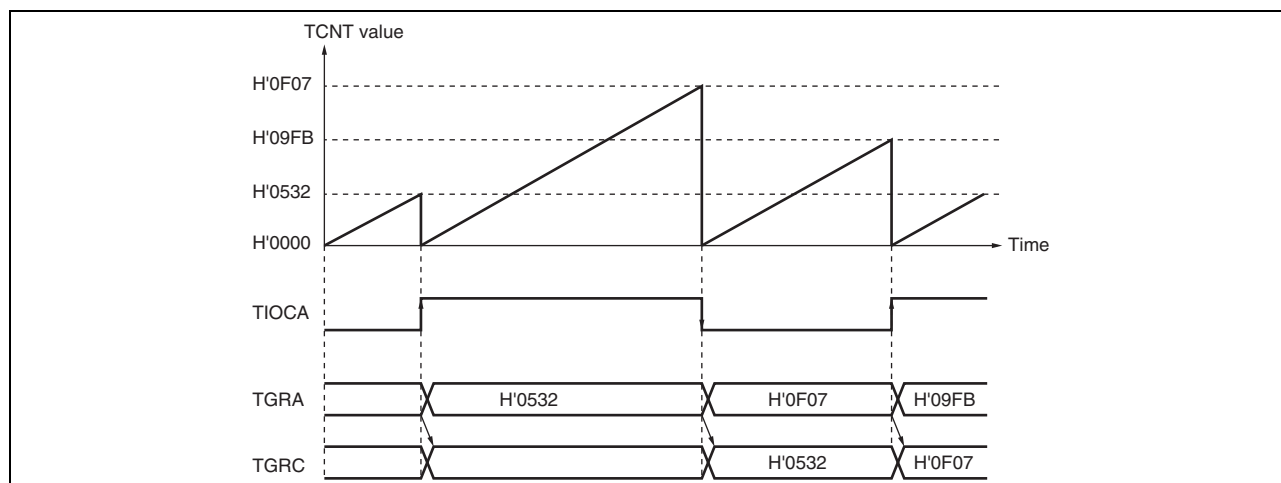 TCNT value
H'0F07
H'09FB
H'0532
H'0000
Time
TIOCA
TGRA
H'0532
H'0F07
H'09FB
TGRC
H'0532
H'0F07